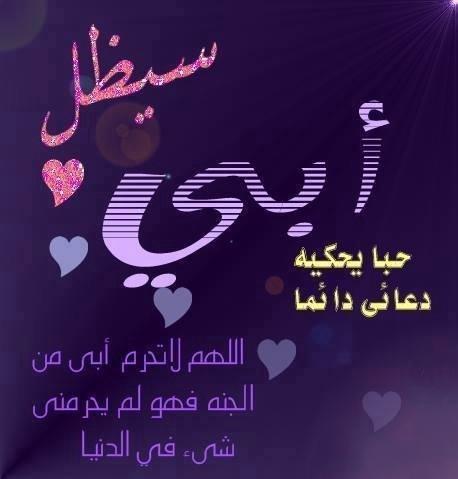 سيظل
أبي
حبا يحكيه
دعائى دائما
اللهم لاتحرم أبى من
الجنه فهو لم يحرمنى
شىء في الدنيا